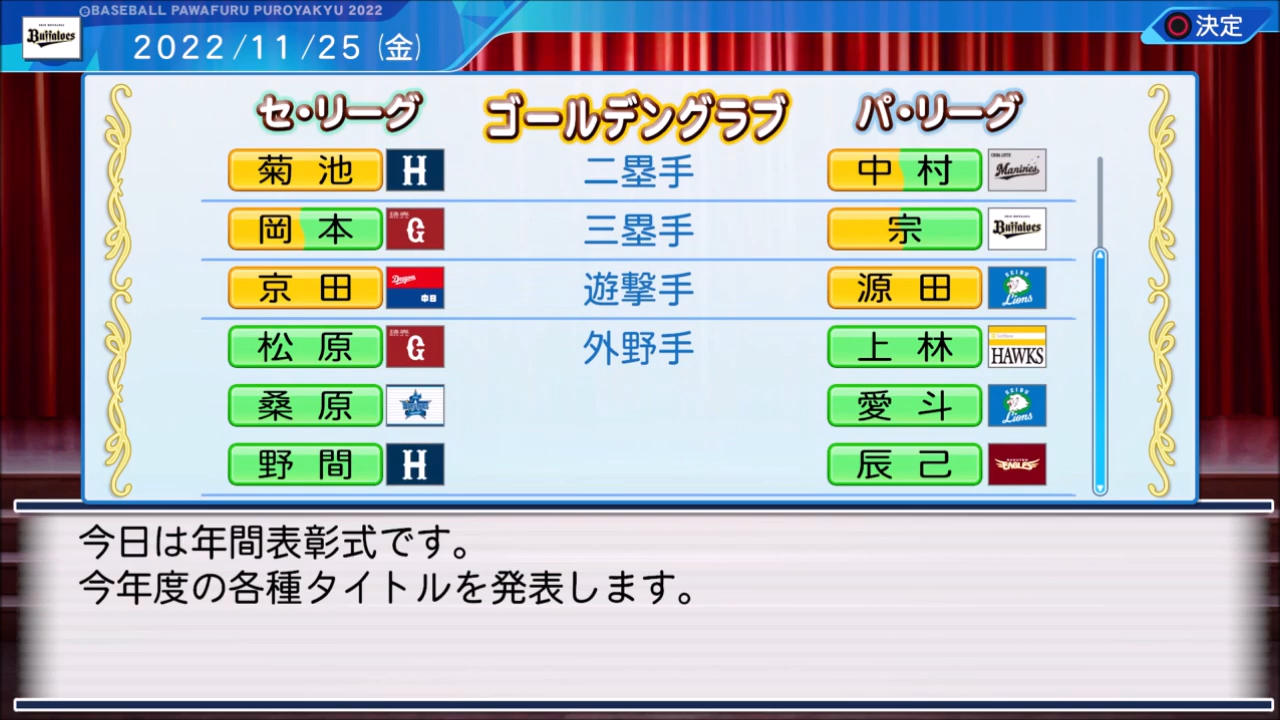 ©BASEBALL PAWAFURU PUROYAKYU 2022
Buffaloes
2022/11/25 (金)
決定
セ・リーグ ゴールデングラブ パ・リーグ
菊池 H 二塁手 中村 Marines
岡本 G 三塁手 宗 Buffaloes
京田 Dragons 中日 遊撃手 源田 SEIBU Lions
松原 G 外野手 上林 HAWKS
桑原 愛斗 SEIBU Lions
野間 H 辰己 EAGLES
今日は年間表彰式です。
今年度の各種タイトルを発表します。